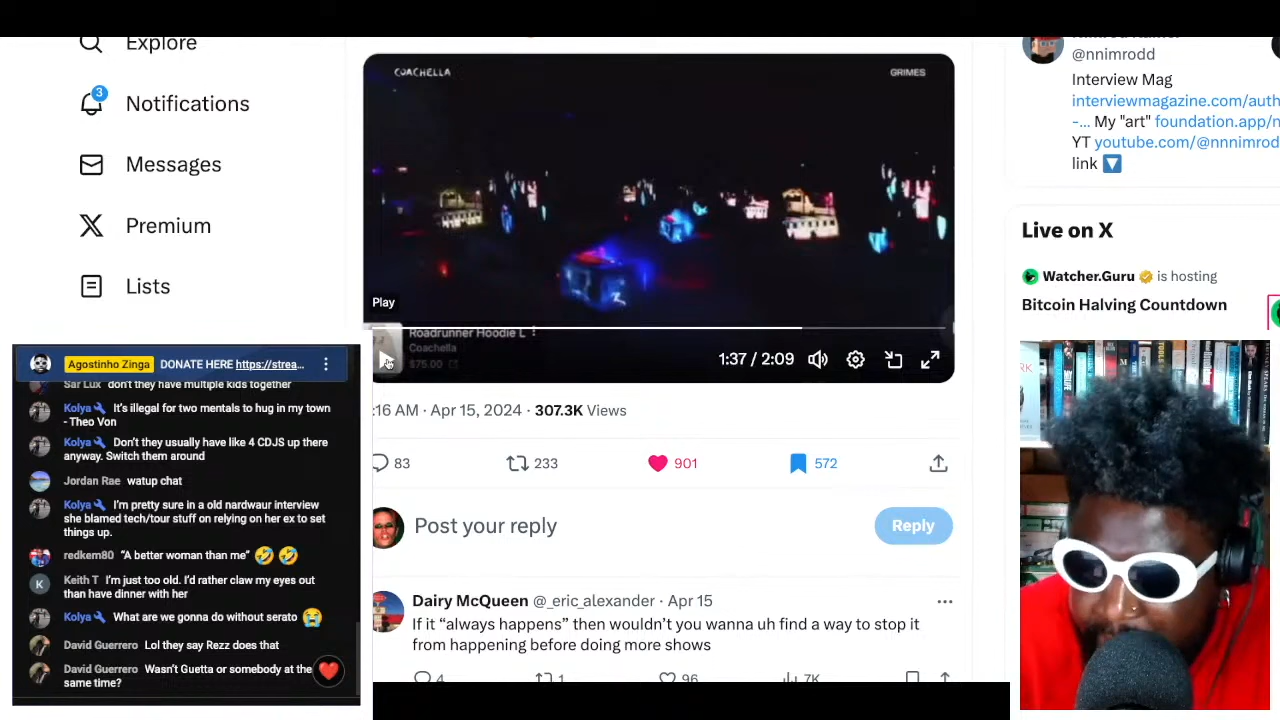 Explore
3
Notifications
Messages
Premium
Lists
COACHELLA
GRIMES
Play
Roadrunner Hoodie L
Coachella
$75.00
1:37 / 2:09
:16 AM · Apr 15, 2024 · 307.3K Views
83
233
901
572
Post your reply
Reply
Dairy McQueen @_eric_alexander · Apr 15
If it “always happens” then wouldn’t you wanna uh find a way to stop it
from happening before doing more shows
4
1
96
7K
@nnimrodd
Interview Mag
interviewmagazine.com/auth
-... My "art" foundation.app/n
YT youtube.com/@nnnimrod
link
Live on X
Watcher.Guru is hosting
Bitcoin Halving Countdown
Agostinho Zinga DONATE HERE https://strea...
Sar Lux don't they have multiple kids together
Kolya It's illegal for two mentals to hug in my town
- Theo Von
Kolya Don't they usually have like 4 CDJS up there
anyway. Switch them around
Jordan Rae watup chat
Kolya I'm pretty sure in a old nardwaur interview
she blamed tech/tour stuff on relying on her ex to set
things up.
redkem80 “A better woman than me” 🤣 🤣
K
Keith T I'm just too old. I'd rather claw my eyes out
than have dinner with her
Kolya What are we gonna do without serato 😭
David Guerrero Lol they say Rezz does that
David Guerrero Wasn't Guetta or somebody at the
same time?